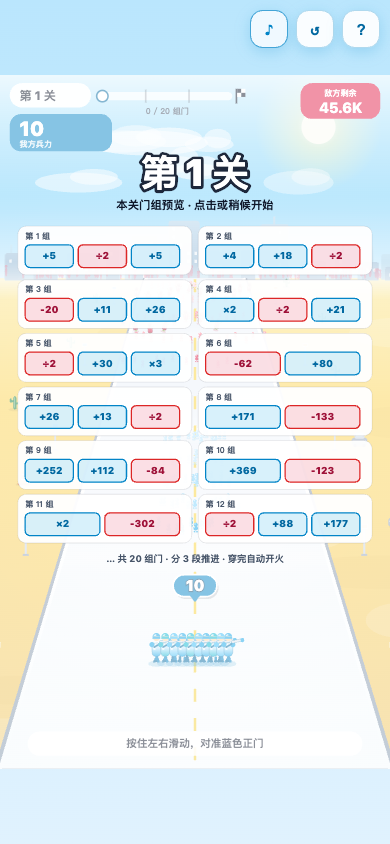 ♪ ↺ ?
第 1 关
0 / 20 组门
敌方剩余
45.6K
10
我方兵力
第1关
本关门组预览 · 点击或稍候开始
第 1 组
+5 ÷2 +5
第 2 组
+4 +18 ÷2
第 3 组
-20 +11 +26
第 4 组
×2 ÷2 +21
第 5 组
÷2 +30 ×3
第 6 组
-62 +80
第 7 组
+26 +13 ÷2
第 8 组
+171 -133
第 9 组
+252 +112 -84
第 10 组
+369 -123
第 11 组
×2 -302
第 12 组
÷2 +88 +177
... 共 20 组门 · 分 3 段推进 · 穿完自动开火
10
按住左右滑动，对准蓝色正门